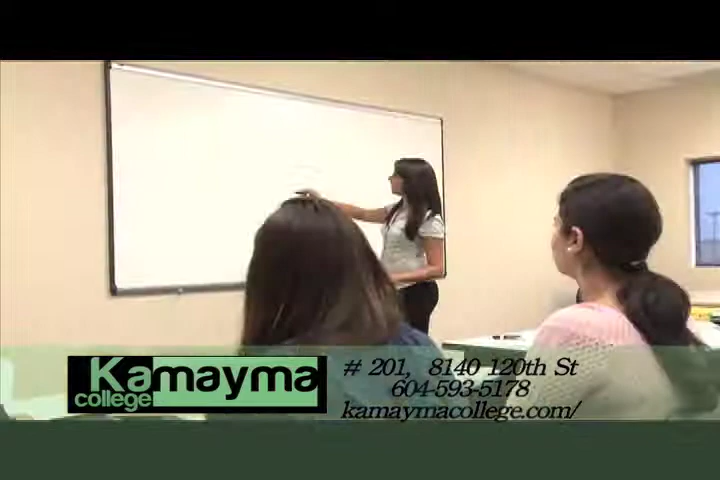 Kamayma
college
# 201, 8140 120th St
604-593-5178
kamaymacollege.com/